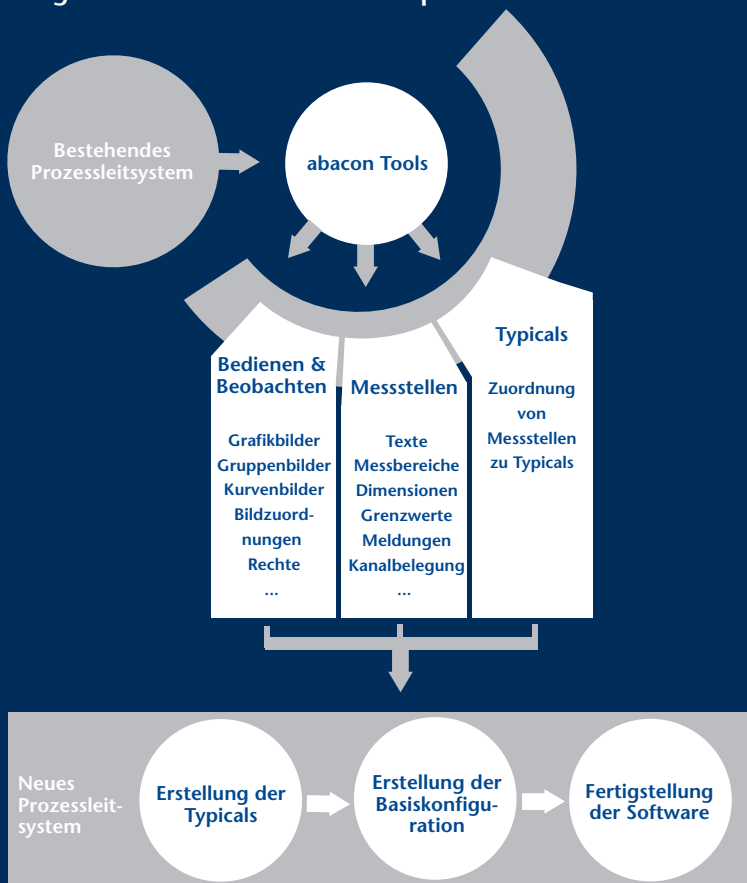 Bestehendes
Prozessleitsystem
abacon Tools
Bedienen &
Beobachten
Grafikbilder
Gruppenbilder
Kurvenbilder
Bildzuord-
nungen
Rechte
...
Messstellen
Texte
Messbereiche
Dimensionen
Grenzwerte
Meldungen
Kanalbelegung
...
Typicals
Zuordnung
von
Messstellen
zu Typicals
Neues
Prozessleit-
system
Erstellung der
Typicals
Erstellung der
Basiskonfigu-
ration
Fertigstellung
der Software